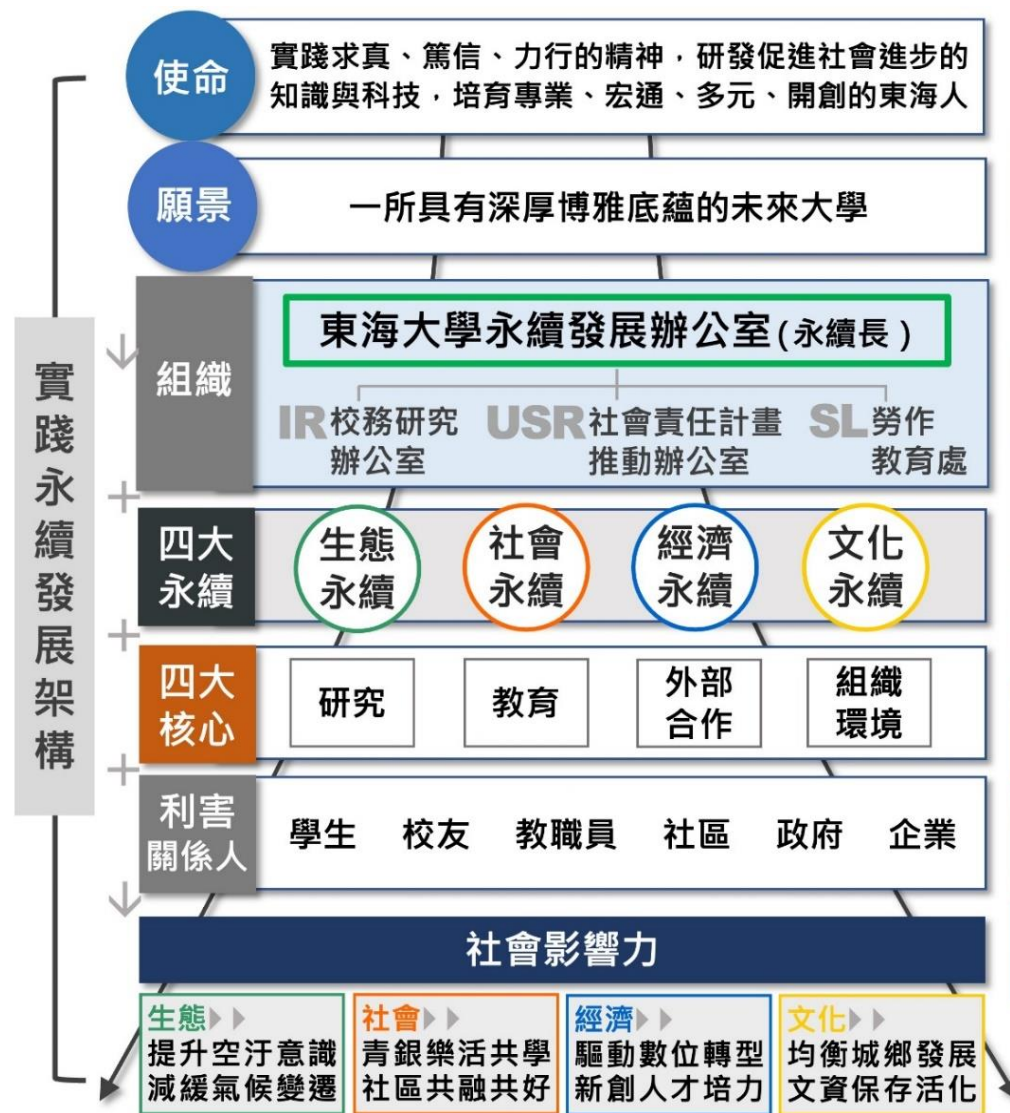 使命
實踐求真、篤信、力行的精神，研發促進社會進步的
知識與科技，培育專業、宏通、多元、開創的東海人
願景
一所具有深厚博雅底蘊的未來大學
實踐永續發展架構
組織
東海大學永續發展辦公室(永續長)
IR 校務研究
辦公室
USR 社會責任計畫
推動辦公室
SL 勞作
教育處
四大
永續
生態
永續
社會
永續
經濟
永續
文化
永續
四大
核心
研究
教育
外部
合作
組織
環境
利害
關係人
學生 校友 教職員 社區 政府 企業
社會影響力
生態
提升空汙意識
減緩氣候變遷
社會
青銀樂活共學
社區共融共好
經濟
驅動數位轉型
新創人才培力
文化
均衡城鄉發展
文資保存活化